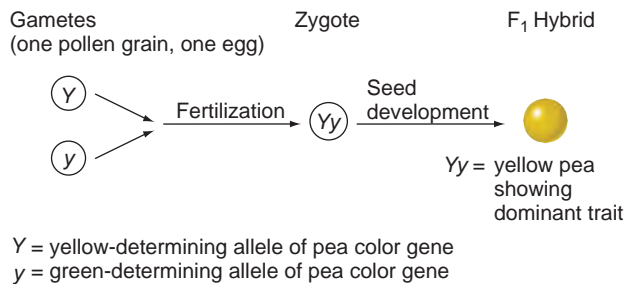 Gametes
(one pollen grain, one egg)
Zygote
F₁ Hybrid
Y
y
Fertilization
Yy
Seed
development
Yy = yellow pea
showing
dominant trait
Y = yellow-determining allele of pea color gene
y = green-determining allele of pea color gene